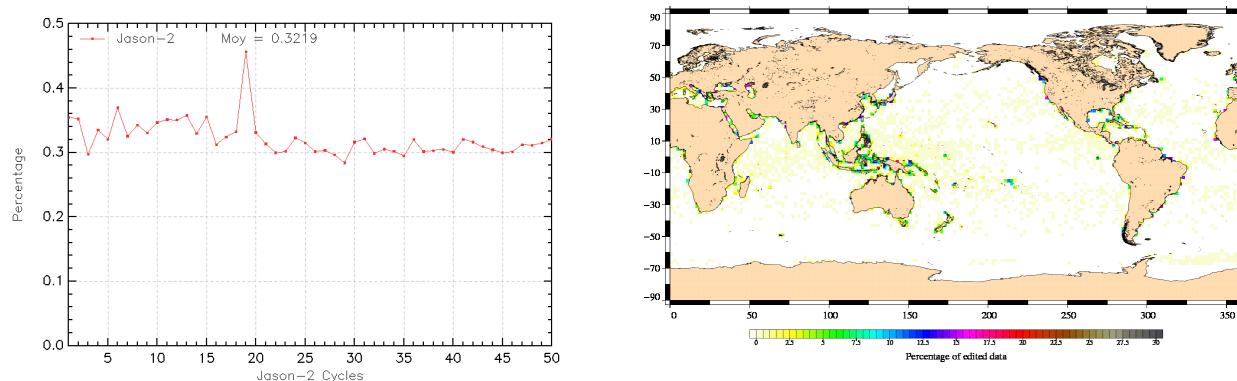 0.5
Jason-2 Moy = 0.3219
0.4
0.3
0.2
0.1
0.0
Percentage
5 10 15 20 25 30 35 40 45 50
Jason-2 Cycles
90
70
50
30
10
-10
-30
-50
-70
-90
0 50 100 150 200 250 300 350
0 2.5 5 7.5 10 12.5 15 17.5 20 22.5 25 27.5 30
Percentage of edited data